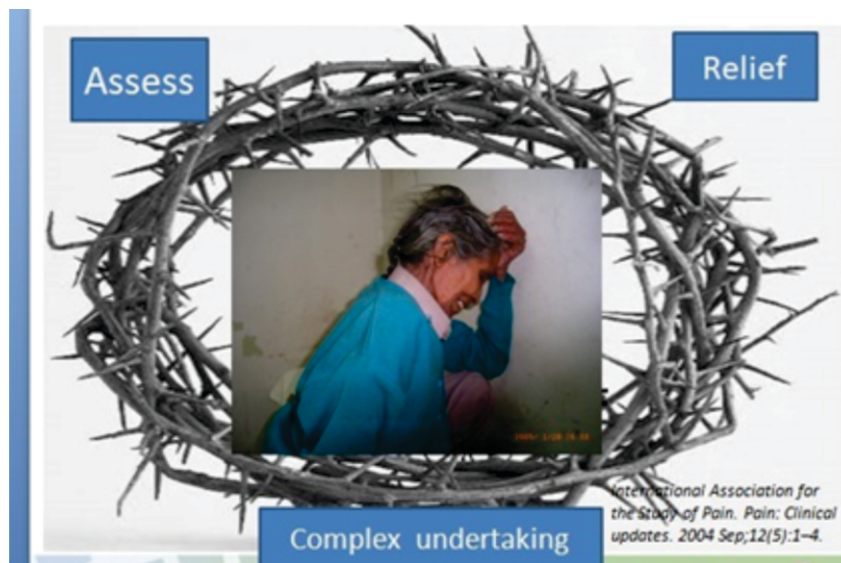 Assess
Relief
International Association for
the Study of Pain. Pain: Clinical
updates. 2004 Sep;12(5):1–4.
Complex undertaking